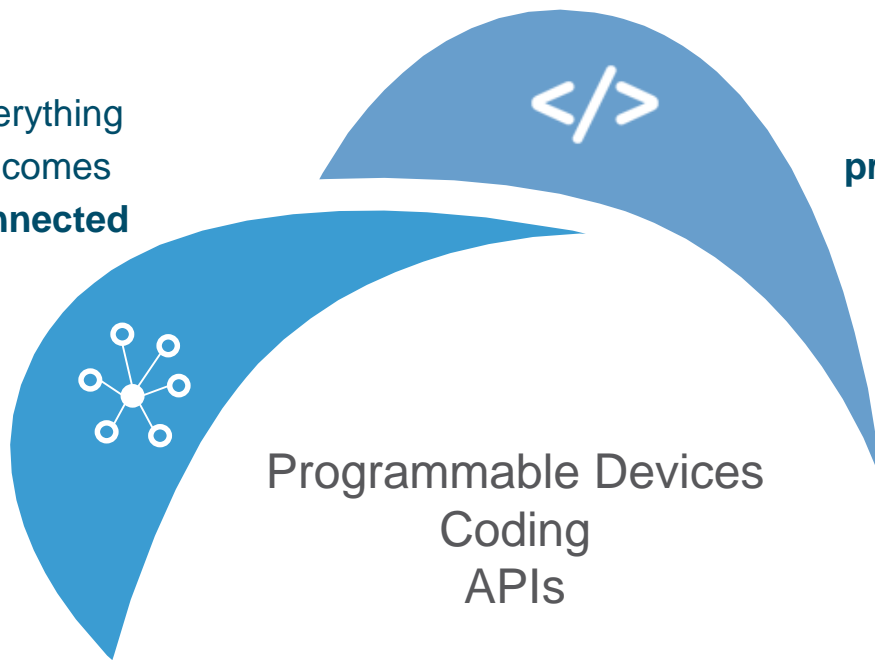 erything
comes
nnected
</>
pr
Programmable Devices
Coding
APIs